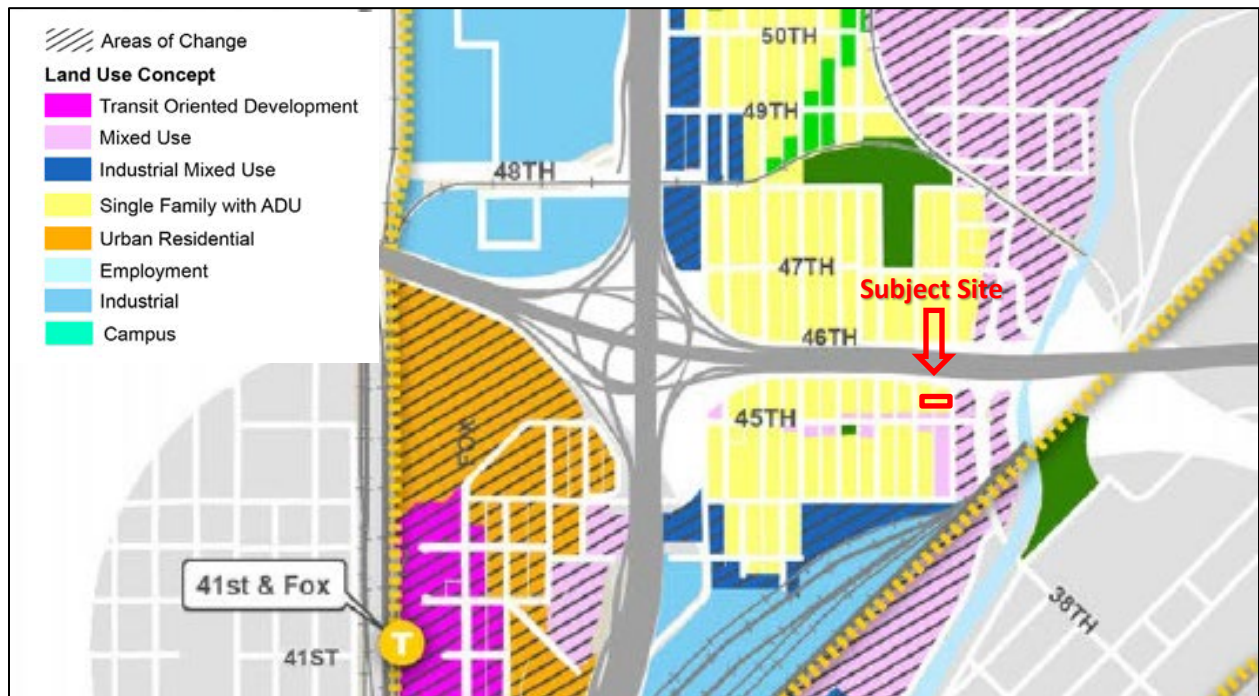 Areas of Change
Land Use Concept
Transit Oriented Development
Mixed Use
Industrial Mixed Use
Single Family with ADU
Urban Residential
Employment
Industrial
Campus
50TH
49TH
48TH
47TH
Subject Site
46TH
45TH
FOX
41st & Fox
T
41ST
38TH